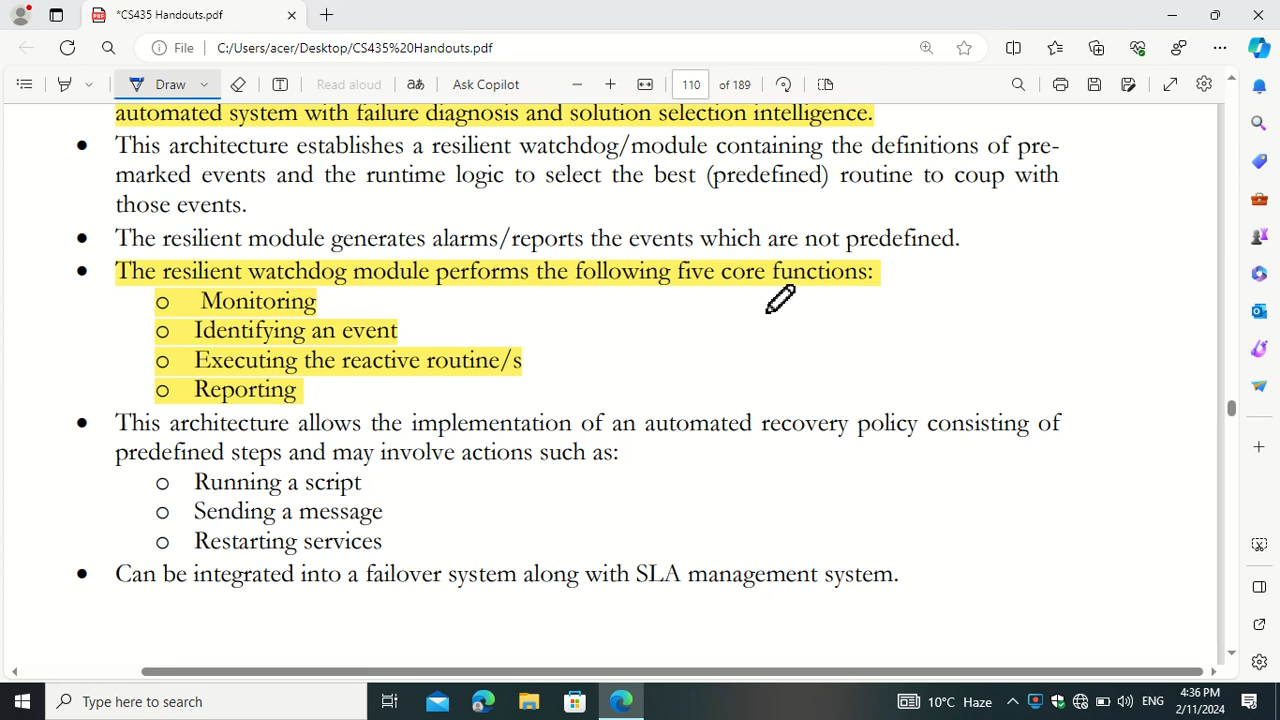 *CS435 Handouts.pdf
File
C:/Users/acer/Desktop/CS435%20Handouts.pdf
Draw
Read aloud
aあ
Ask Copilot
110 of 189
automated system with failure diagnosis and solution selection intelligence.
• This architecture establishes a resilient watchdog/module containing the definitions of pre-
marked events and the runtime logic to select the best (predefined) routine to coup with
those events.
• The resilient module generates alarms/reports the events which are not predefined.
• The resilient watchdog module performs the following five core functions:
o Monitoring
o Identifying an event
o Executing the reactive routine/s
o Reporting
• This architecture allows the implementation of an automated recovery policy consisting of
predefined steps and may involve actions such as:
o Running a script
o Sending a message
o Restarting services
• Can be integrated into a failover system along with SLA management system.
Type here to search
10°C Haze
ENG
4:36 PM
2/11/2024